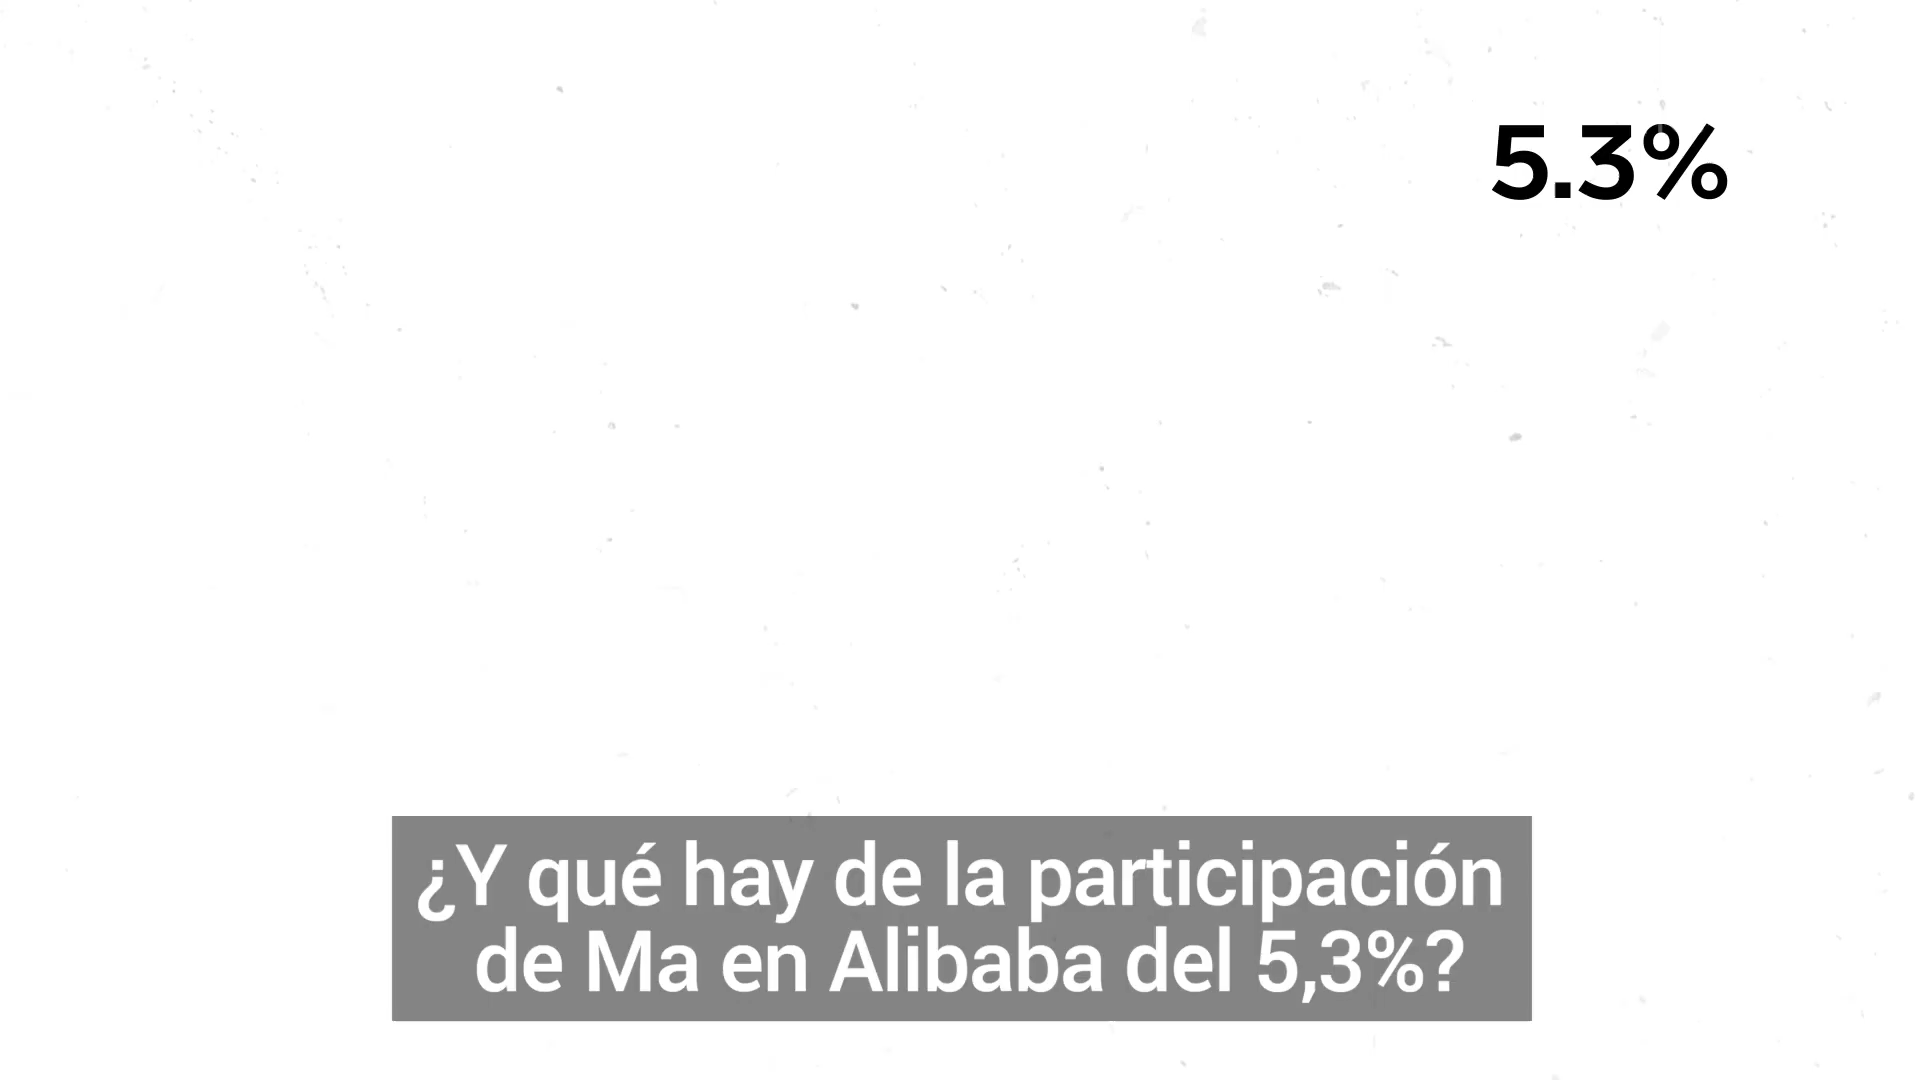 5.3%
¿Y qué hay de la participación
de Ma en Alibaba del 5,3%?